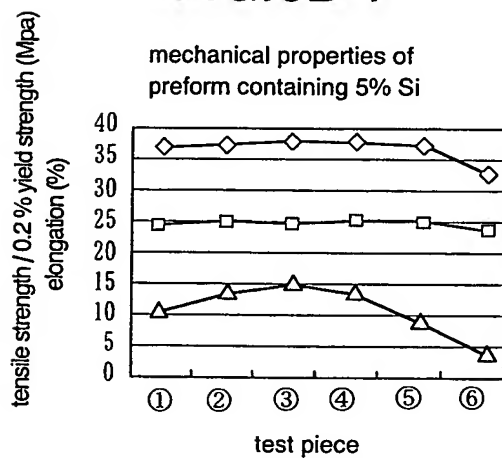 mechanical properties of
preform containing 5% Si
tensile strength / 0.2 % yield strength (Mpa)
elongation (%)
40
35
30
25
20
15
10
5
0
① ② ③ ④ ⑤ ⑥
test piece